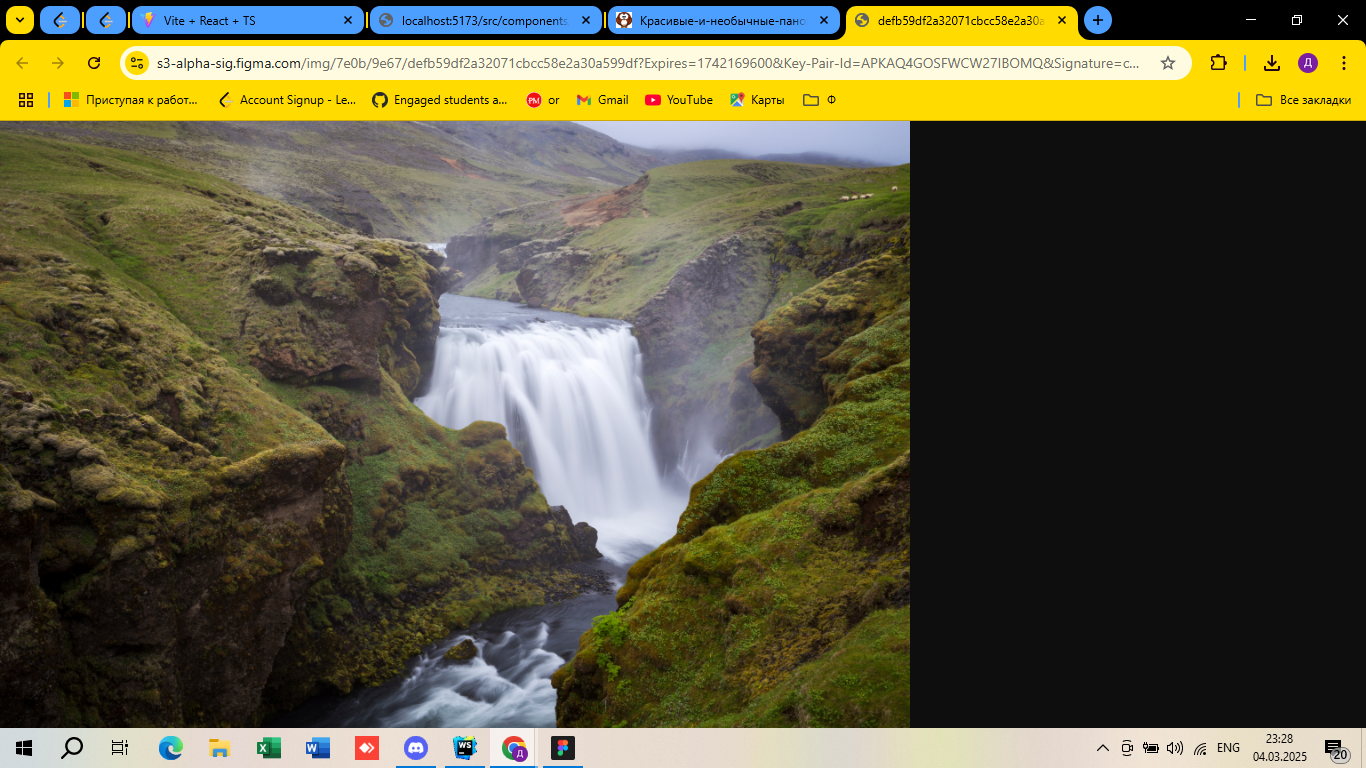 Vite + React + TS
localhost5173/src/components
Красивые-и-необычные-пано
defb59df2a32071cbcc58e2a30a
s3-alpha-sig.figma.com/img/7e0b/9e67/defb59df2a32071cbcc58e2a30a599df?Expires=1742169600&Key-Pair-Id=APKAQ4GOSFWCW27IBOMQ&Signature=c...
Д
Приступая к работ...
Account Signup - Le...
Engaged students a...
PM
or
Gmail
YouTube
Карты
Ф
Все закладки
WS
Д
ENG
23:28
04.03.2025
20